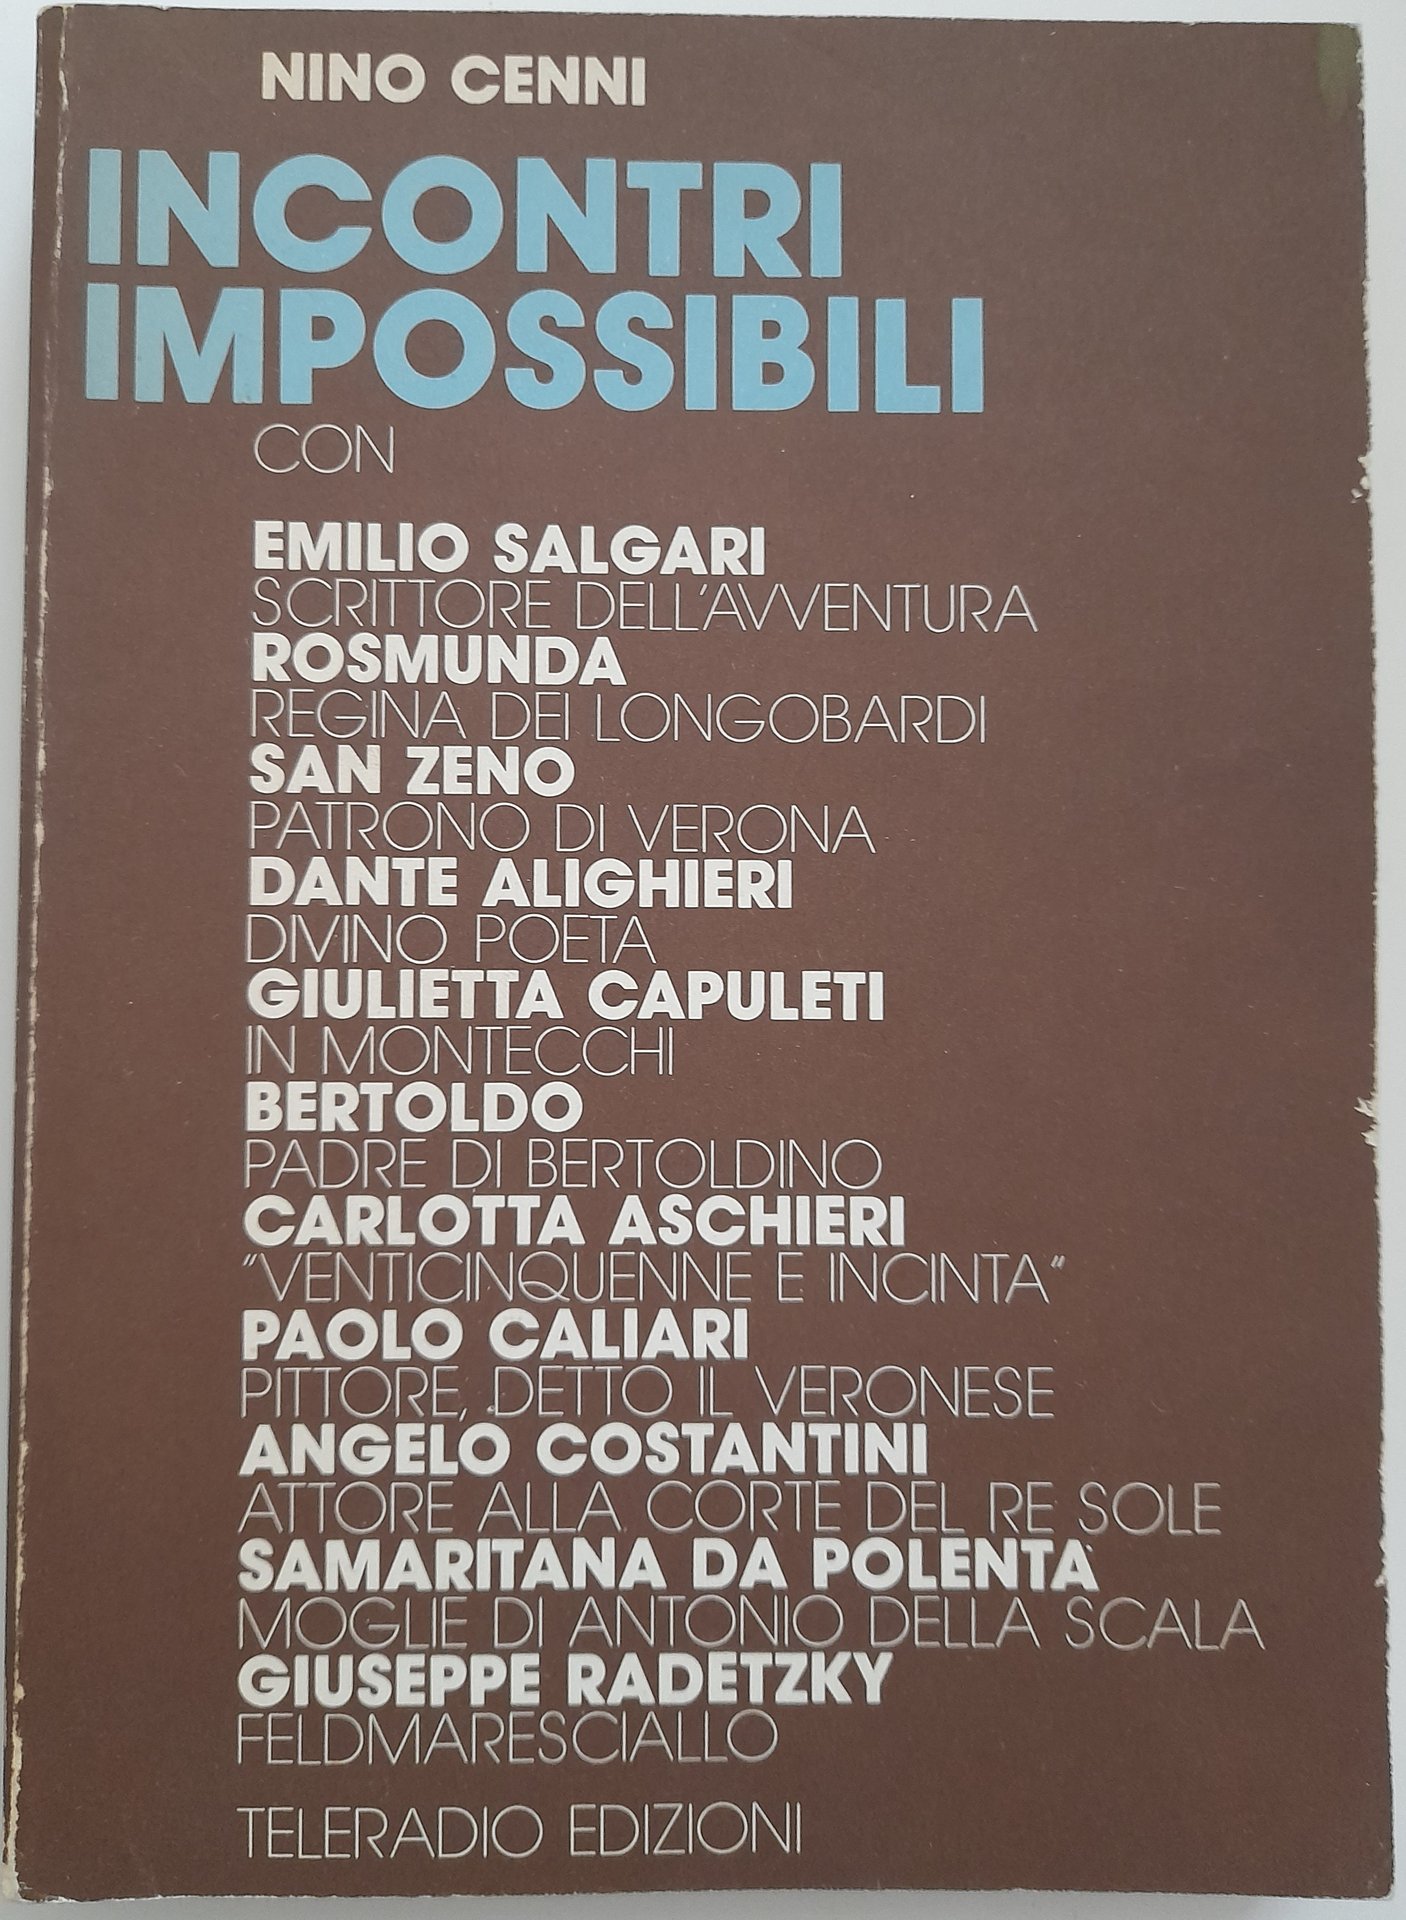 NINO CENNI
INCONTRI
IMPOSSIBILI
CON
EMILIO SALGARI
SCRITTORE DELL'AVVENTURA
ROSMUNDA
REGINA DEI LONGOBARDI
SAN ZENO
PATRONO DI VERONA
DANTE ALIGHIERI
DIVINO POETA
GIULIETTA CAPULETI
IN MONTECCHI
BERTOLDO
PADRE DI BERTOLDINO
CARLOTTA ASCHIERI
"VENTICINQUENNE E INCINTA"
PAOLO CALIARI
PITTORE, DETTO IL VERONESE
ANGELO COSTANTINI
ATTORE ALLA CORTE DEL RE SOLE
SAMARITANA DA POLENTA
MOGLIE DI ANTONIO DELLA SCALA
GIUSEPPE RADETZKY
FELDMARESCIALLO
TELERADIO EDIZIONI